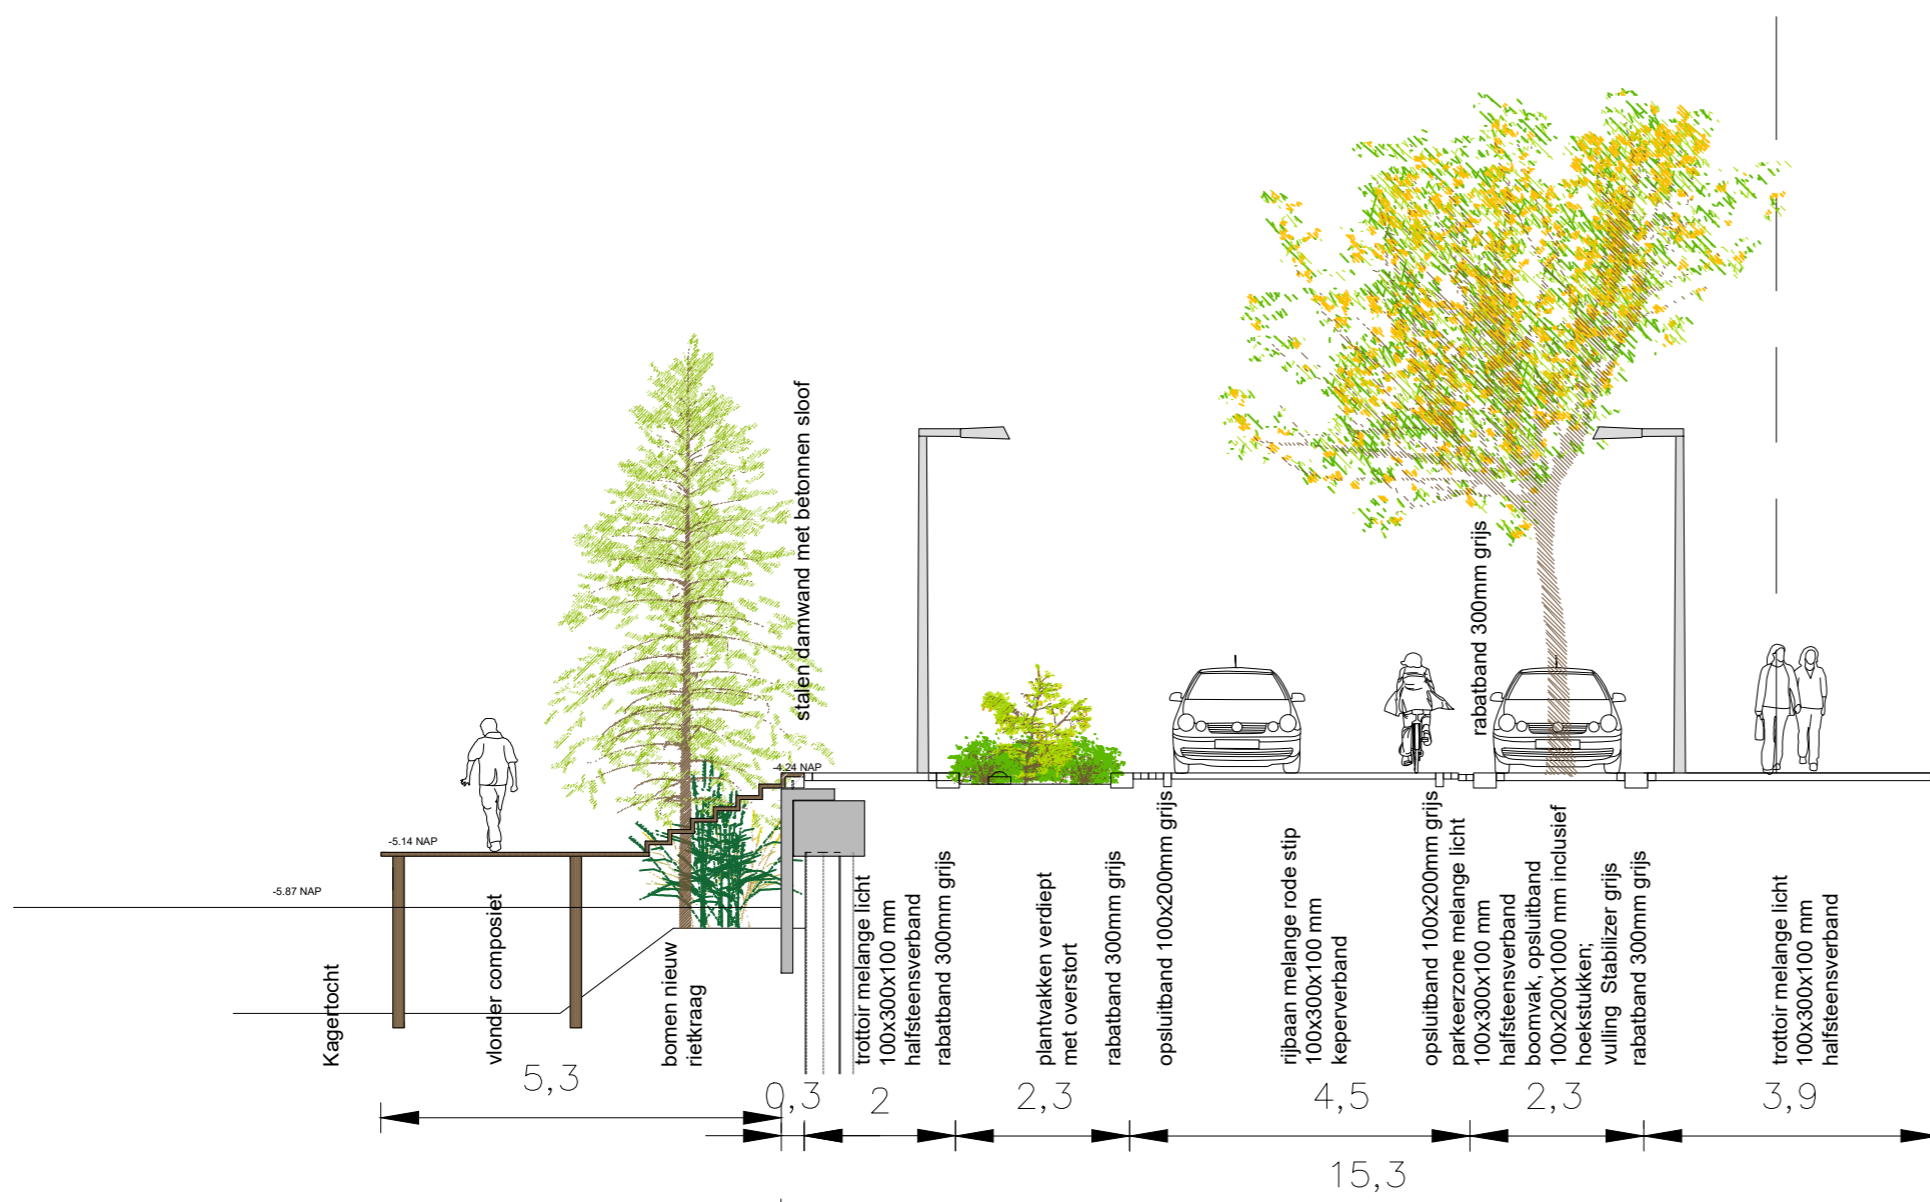 stalen damwand met betonnen sloof
rabatband 300mm grijs
-4.24 NAP
-5.14 NAP
-5.87 NAP
Kagertocht
vlonder composiet
bomen nieuw
rietkraag
trottoir melange licht
100x300x100 mm
halfsteensverband
rabatband 300mm grijs
plantvakken verdiept
met overstort
rabatband 300mm grijs
opsluitband 100x200mm grijs
rijbaan melange rode stip
100x300x100 mm
keperverband
opsluitband 100x200mm grijs
parkeerzone melange licht
100x300x100 mm
halfsteensverband
boomvak, opsluitband
100x200x1000 mm inclusief
hoekstukken;
vulling Stabilizer grijs
rabatband 300mm grijs
trottoir melange licht
100x300x100 mm
halfsteensverband
5,3
0,3
2
2,3
4,5
2,3
3,9
15,3